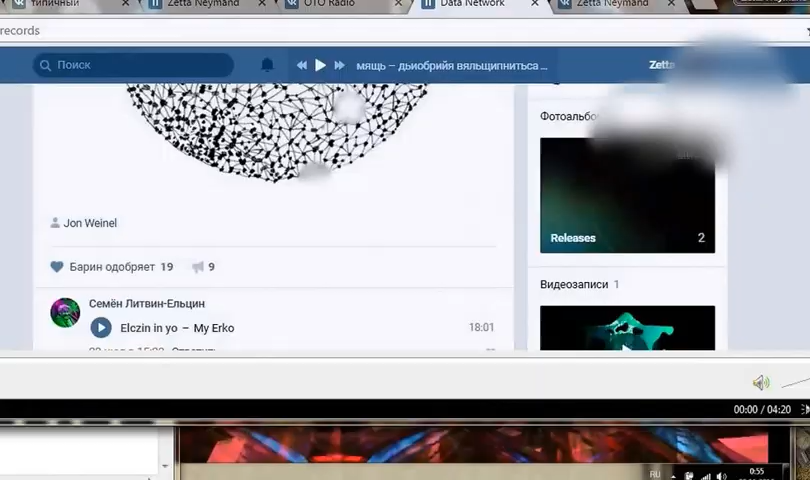 типичный
Zetta Neymand
OTO Radio
Data Network
Zetta Neymand
records
Поиск
мящь – дьиобрийя вяльщипниться ...
Zetta
Фотоальбо
Jon Weinel
Releases 2
Барин одобряет 19 9
Видеозаписи 1
Семён Литвин-Ельцин
Elczin in yo – My Erko 18:01
00:00 / 04:20
RU
0:55